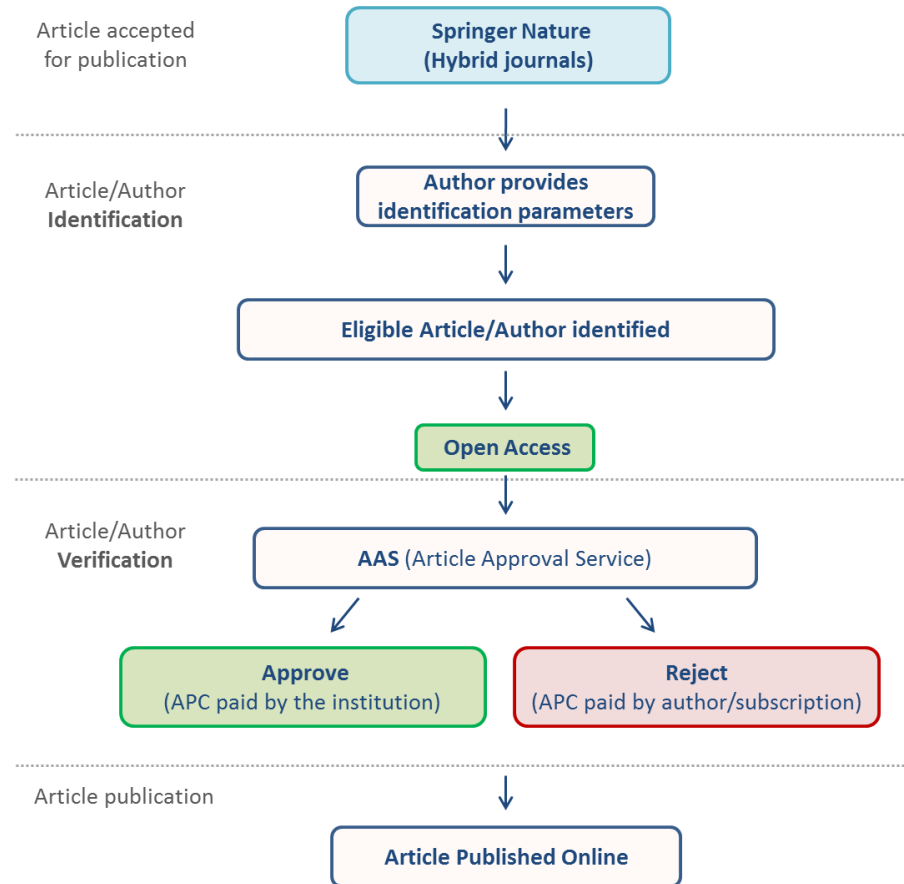 Article accepted
for publication
Springer Nature
(Hybrid journals)
Article/Author
Identification
Author provides
identification parameters
Eligible Article/Author identified
Open Access
Article/Author
Verification
AAS (Article Approval Service)
Approve
(APC paid by the institution)
Reject
(APC paid by author/subscription)
Article publication
Article Published Online